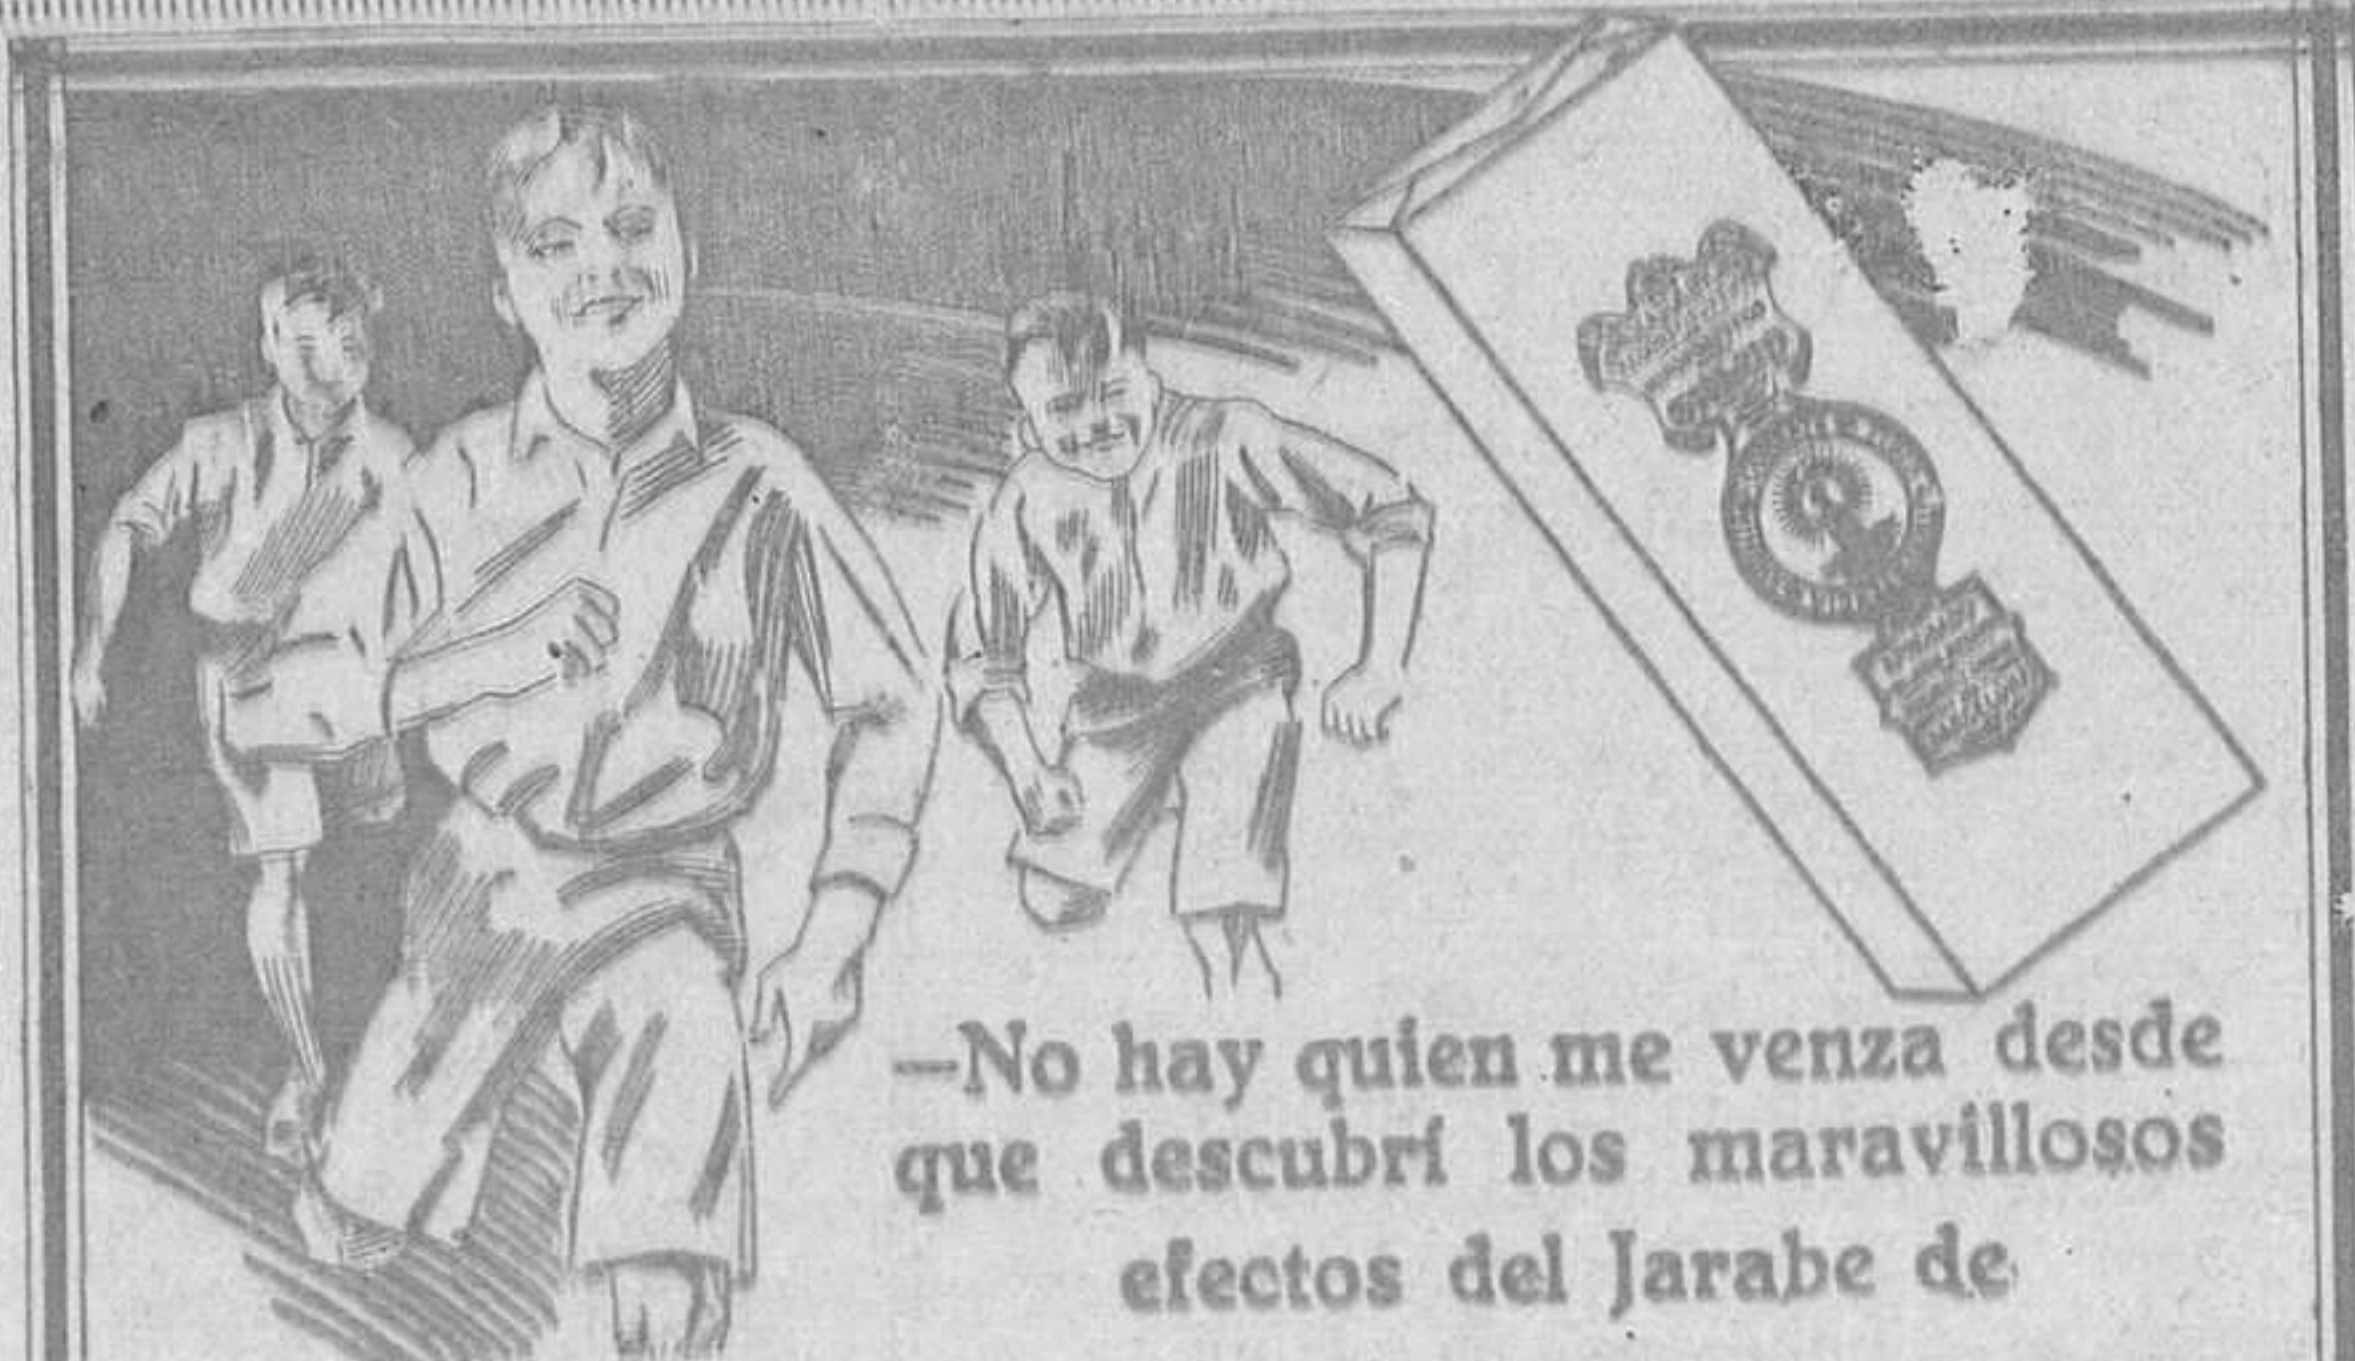 —No hay quien me venza desde
que descubrí los maravillosos
efectos del Jarabe de